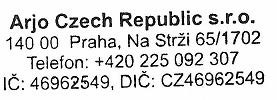 Arjo Czech Republic s.r.o.
140 00 Praha, Na Strži 65/1702
Telefon: +420 225 092 307
IČ: 46962549, DIČ: CZ46962549